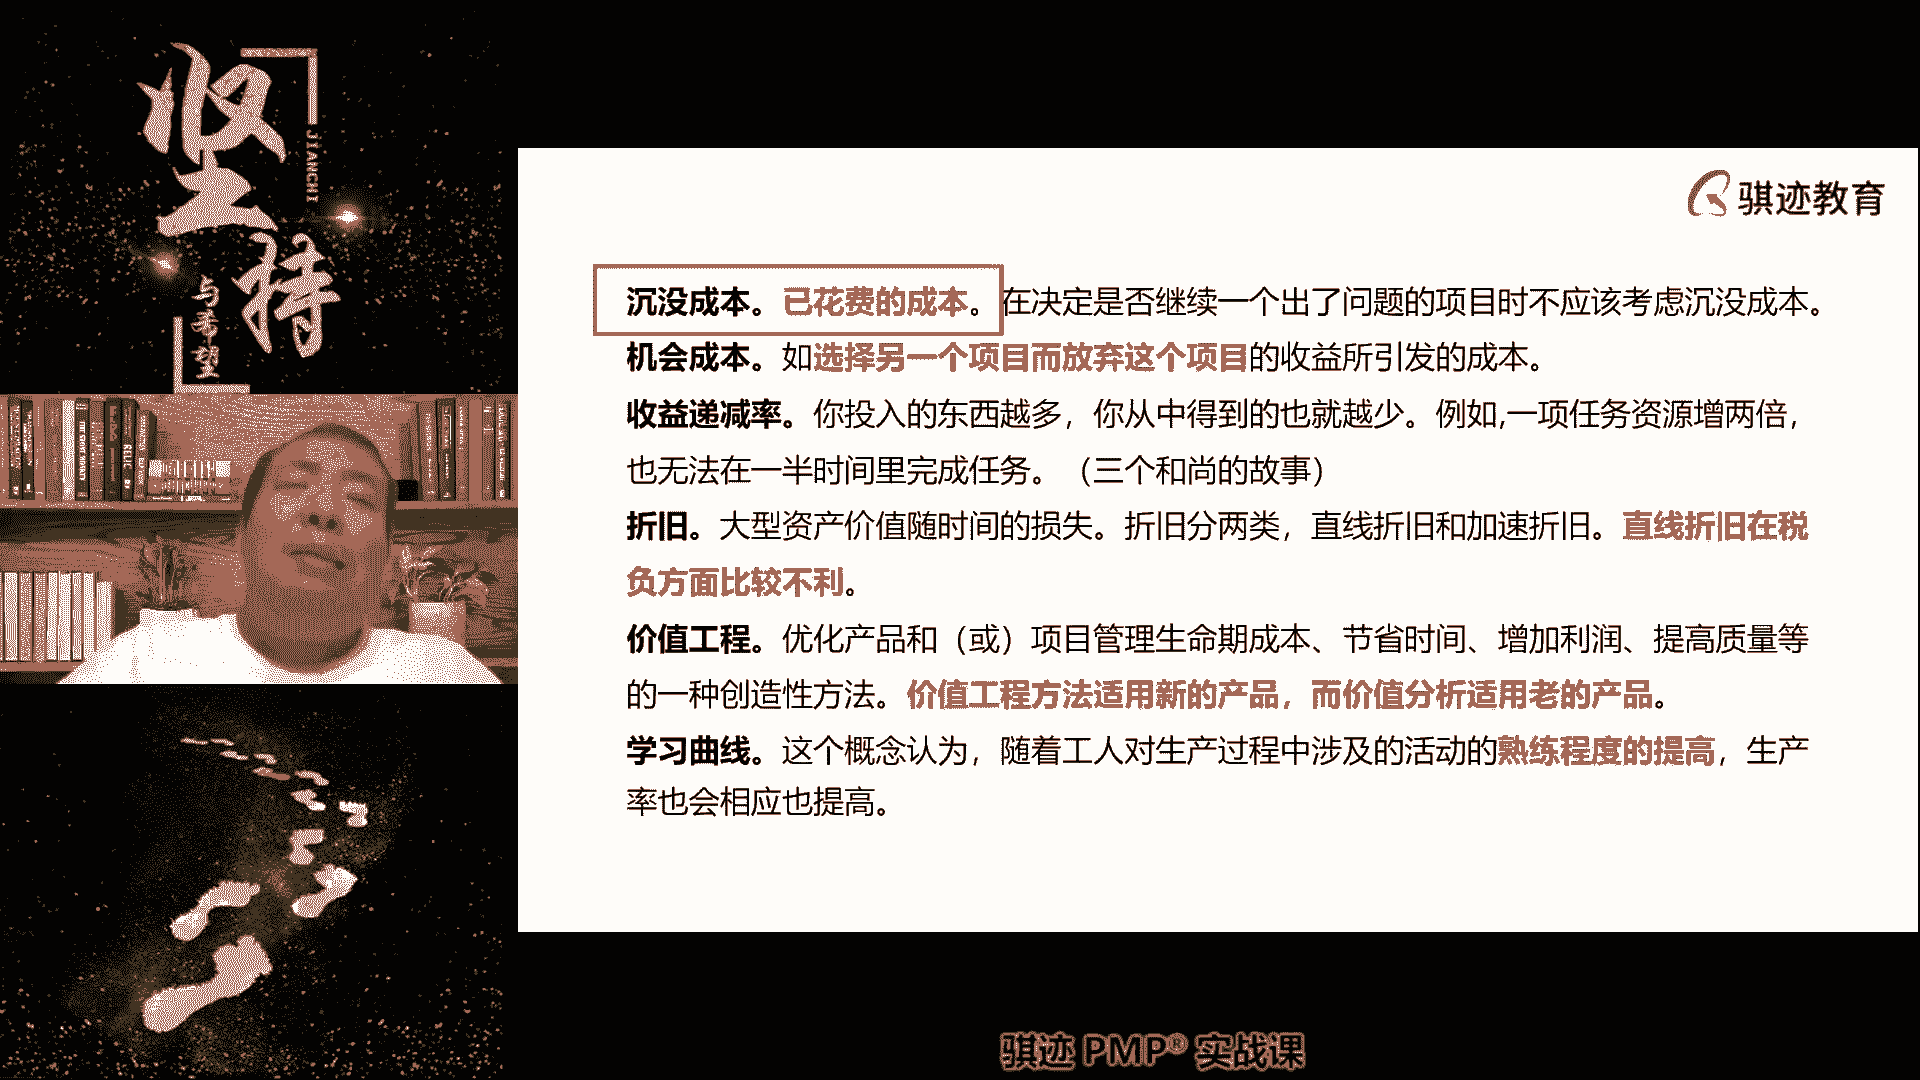 坚持
JIANCHI
与希望
骐迹教育
沉没成本。已花费的成本。在决定是否继续一个出了问题的项目时不应该考虑沉没成本。
机会成本。如选择另一个项目而放弃这个项目的收益所引发的成本。
收益递减率。你投入的东西越多，你从中得到的也就越少。例如,一项任务资源增两倍，
也无法在一半时间里完成任务。（三个和尚的故事）
折旧。大型资产价值随时间的损失。折旧分两类，直线折旧和加速折旧。直线折旧在税
负方面比较不利。
价值工程。优化产品和（或）项目管理生命期成本、节省时间、增加利润、提高质量等
的一种创造性方法。价值工程方法适用新的产品，而价值分析适用老的产品。
学习曲线。这个概念认为，随着工人对生产过程中涉及的活动的熟练程度的提高，生产
率也会相应也提高。
骐迹 PMP® 实战课